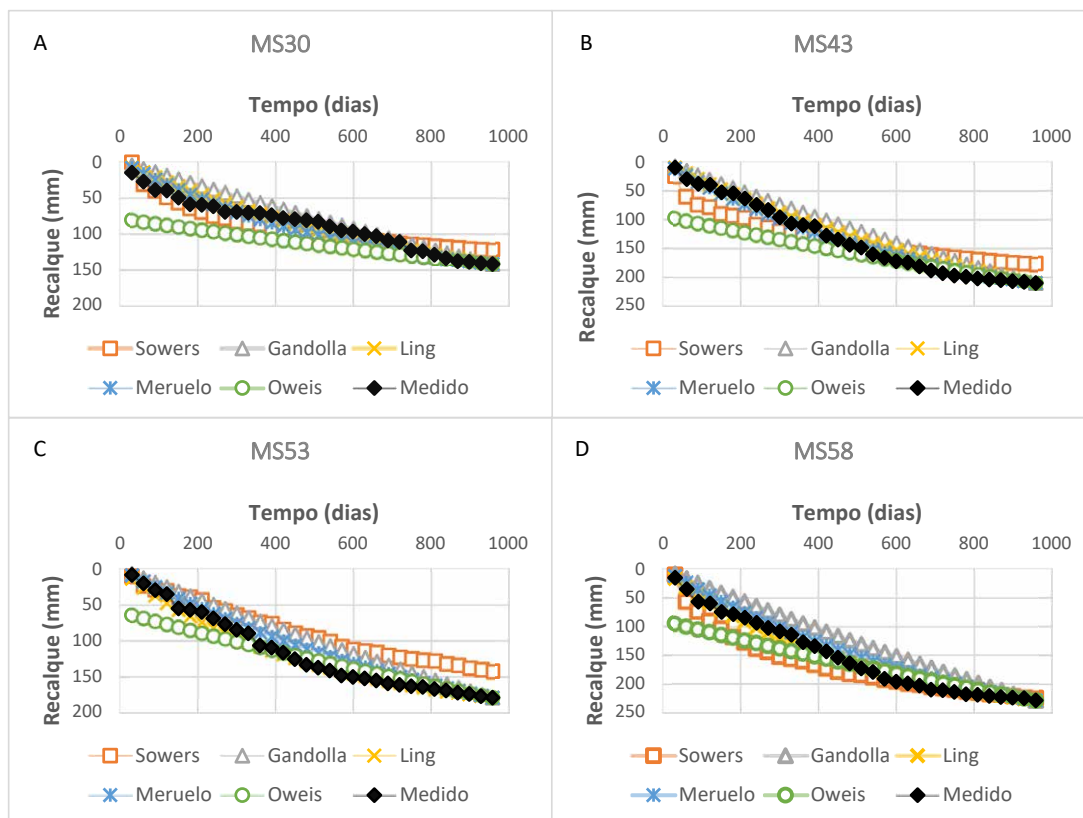 A
MS30
Tempo (dias)
0 200 400 600 800 1000
Recalque (mm)
0
50
100
150
200
Sowers Gandolla Ling
Meruelo Oweis Medido
B
MS43
Tempo (dias)
0 200 400 600 800 1000
Recalque (mm)
0
50
100
150
200
250
Sowers Gandolla Ling
Meruelo Oweis Medido
C
MS53
Tempo (dias)
0 200 400 600 800 1000
Recalque (mm)
0
50
100
150
200
Sowers Gandolla Ling
Meruelo Oweis Medido
D
MS58
Tempo (dias)
0 200 400 600 800 1000
Recalque (mm)
0
50
100
150
200
250
Sowers Gandolla Ling
Meruelo Oweis Medido